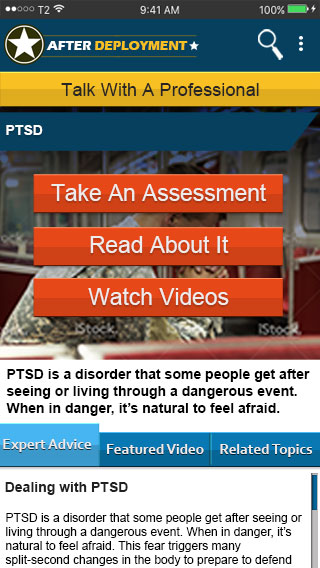 T2 9:41 AM 100%
AFTER DEPLOYMENT
Talk With A Professional
PTSD
Take An Assessment
Read About It
Watch Videos
iStock. iStock.
PTSD is a disorder that some people get after
seeing or living through a dangerous event.
When in danger, it’s natural to feel afraid.
Expert Advice Featured Video Related Topics
Dealing with PTSD
PTSD is a disorder that some people get after seeing or
living through a dangerous event. When in danger, it’s
natural to feel afraid. This fear triggers many
split-second changes in the body to prepare to defend